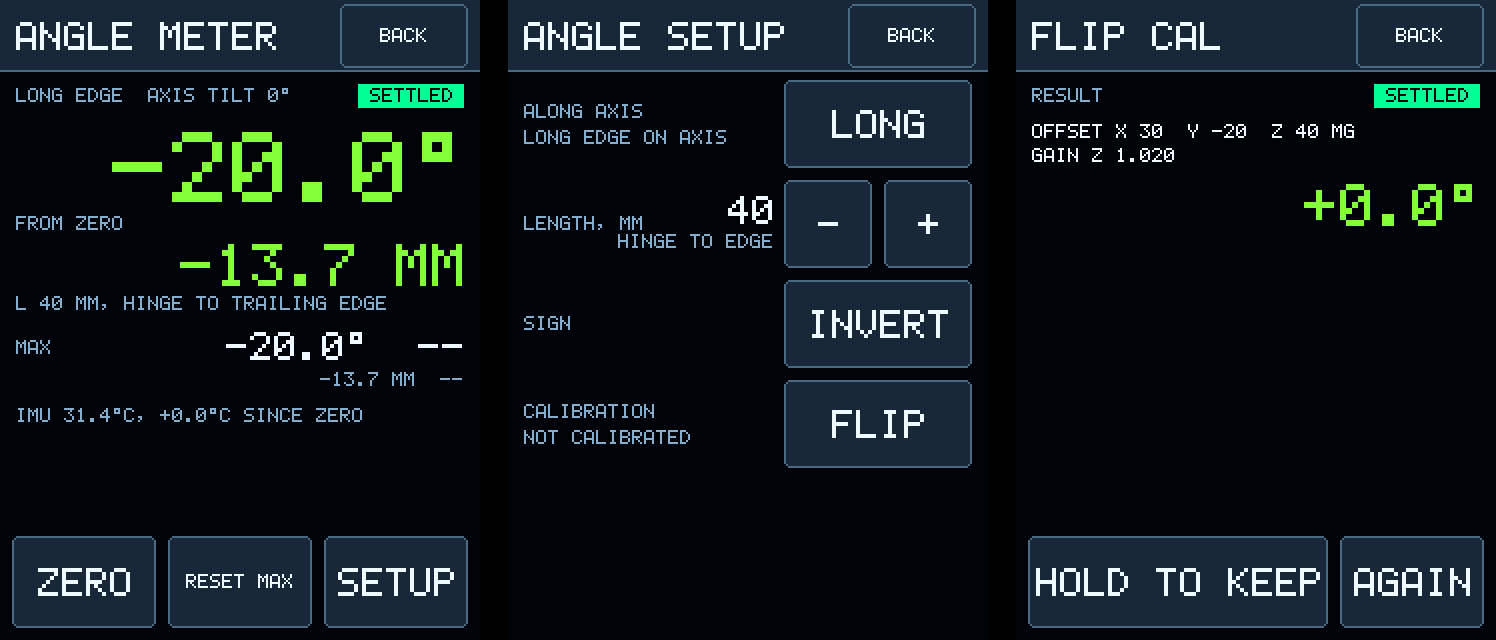 ANGLE METER
BACK
LONG EDGE AXIS TILT 0°
SETTLED
-20.0°
FROM ZERO
-13.7 MM
L 40 MM, HINGE TO TRAILING EDGE
MAX -20.0° --
-13.7 MM --
IMU 31.4°C, +0.0°C SINCE ZERO
ZERO
RESET MAX
SETUP
ANGLE SETUP
BACK
ALONG AXIS
LONG EDGE ON AXIS
LONG
LENGTH, MM 40
HINGE TO EDGE
-
+
SIGN
INVERT
CALIBRATION
NOT CALIBRATED
FLIP
FLIP CAL
BACK
RESULT
SETTLED
OFFSET X 30 Y -20 Z 40 MG
GAIN Z 1.020
+0.0°
HOLD TO KEEP
AGAIN